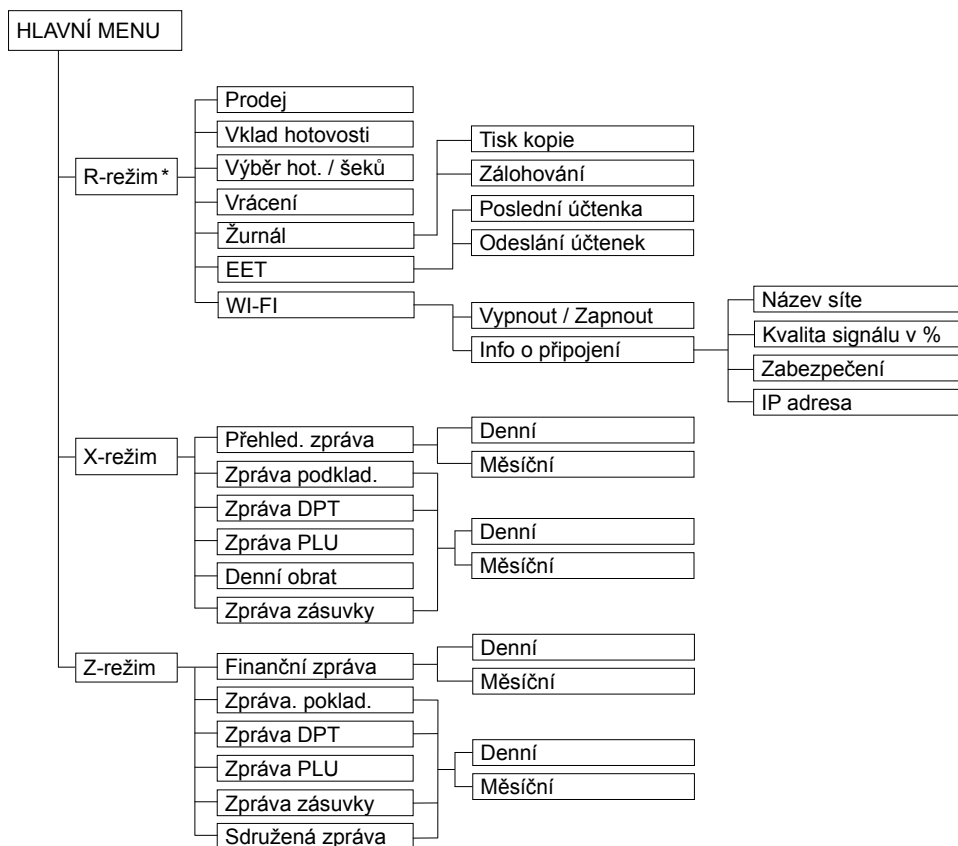 HLAVNÍ MENU
R-režim *
Prodej
Vklad hotovosti
Výběr hot. / šeků
Vrácení
Žurnál
EET
WI-FI
Tisk kopie
Zálohování
Poslední účtenka
Odeslání účtenek
Vypnout / Zapnout
Info o připojení
Název síte
Kvalita signálu v %
Zabezpečení
IP adresa
X-režim
Přehled. zpráva
Zpráva podklad.
Zpráva DPT
Zpráva PLU
Denní obrat
Zpráva zásuvky
Denní
Měsíční
Denní
Měsíční
Z-režim
Finanční zpráva
Zpráva. poklad.
Zpráva DPT
Zpráva PLU
Zpráva zásuvky
Sdružená zpráva
Denní
Měsíční
Denní
Měsíční